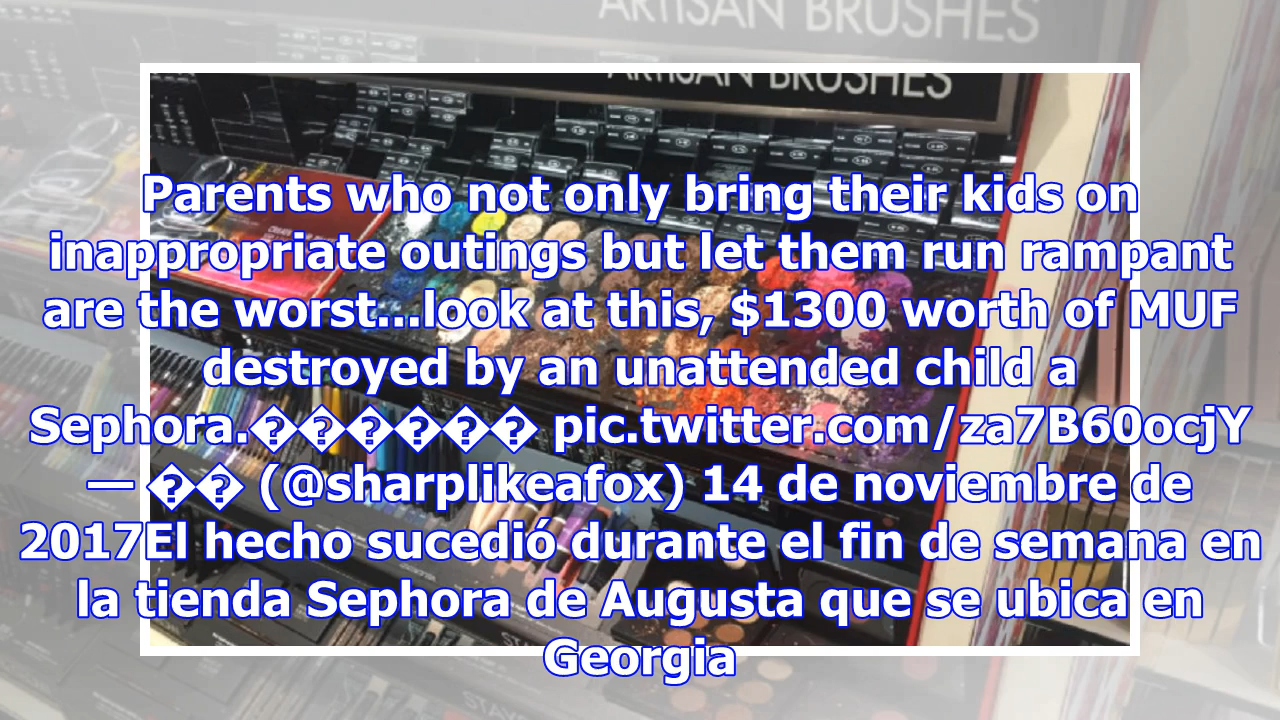 ARTISAN BRUSHES
ARTISAN BRUSHES
Parents who not only bring their kids on
inappropriate outings but let them run rampant
are the worst...look at this, $1300 worth of MUF
destroyed by an unattended child a
Sephora.������ pic.twitter.com/za7B60ocjY
— �� (@sharplikeafox) 14 de noviembre de
2017El hecho sucedió durante el fin de semana en
la tienda Sephora de Augusta que se ubica en
Georgia